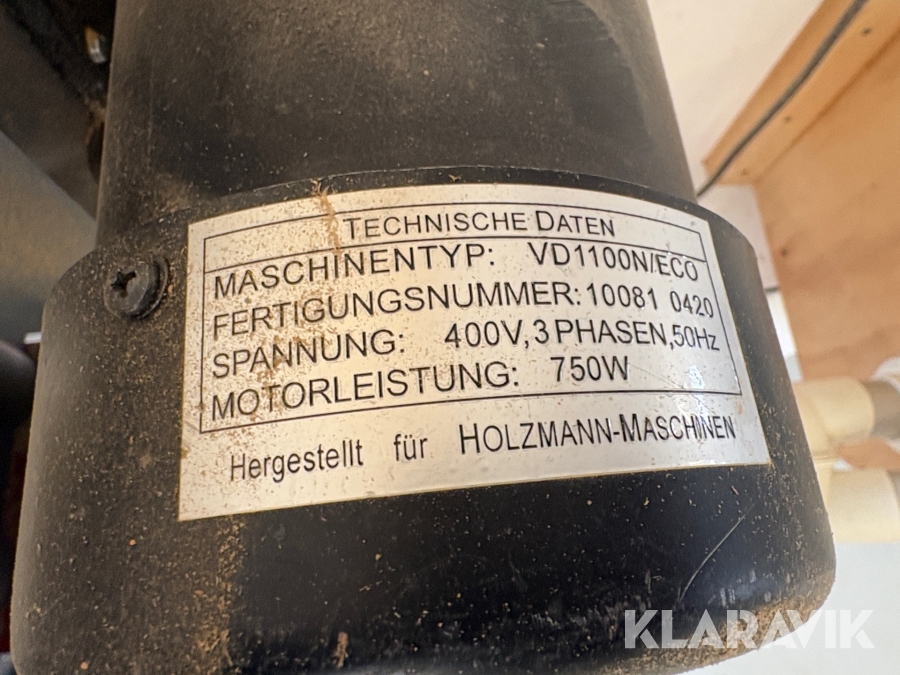 TECHNISCHE DATEN
MASCHINENTYP: VD1100N/ECO
FERTIGUNGSNUMMER: 10081 0420
SPANNUNG: 400V, 3 PHASEN, 50Hz
MOTORLEISTUNG: 750W
Hergestellt für HOLZMANN-MASCHINEN
KLARAVIK